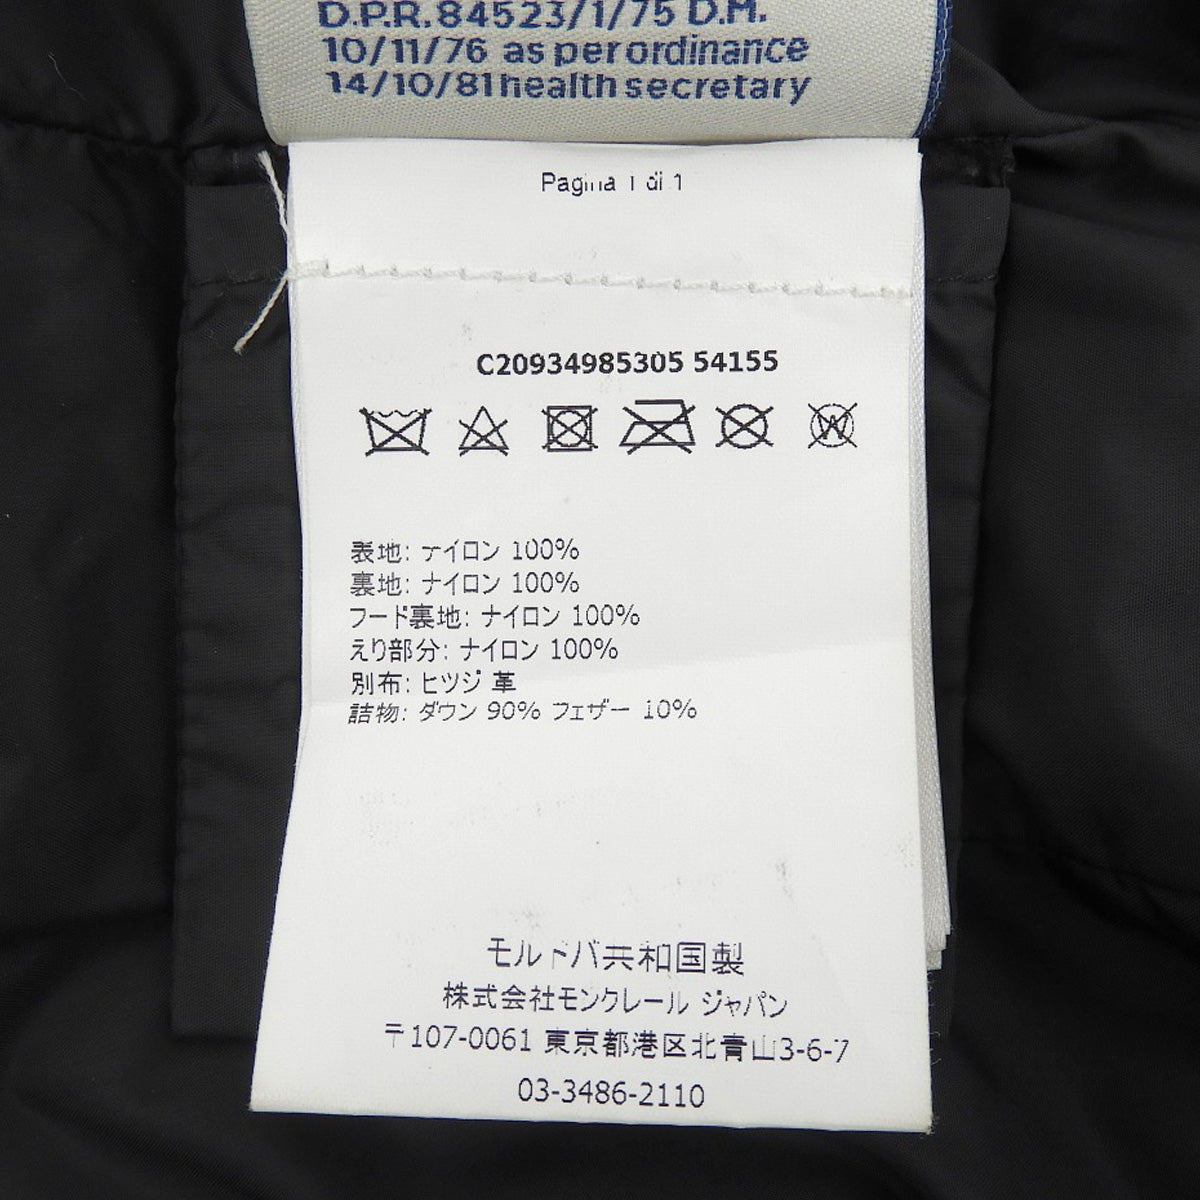 D.P.R. 84523/1/75 D.M.
10/11/76 as per ordinance
14/10/81 health secretary
Pagina 1 di 1
C20934985305 54155
表地: ナイロン 100%
裏地: ナイロン 100%
フード裏地: ナイロン 100%
えり部分: ナイロン 100%
別布: ヒツジ 革
詰物: ダウン 90% フェザー 10%
モルドバ共和国製
株式会社モンクレール ジャパン
〒107-0061 東京都港区北青山3-6-7
03-3486-2110